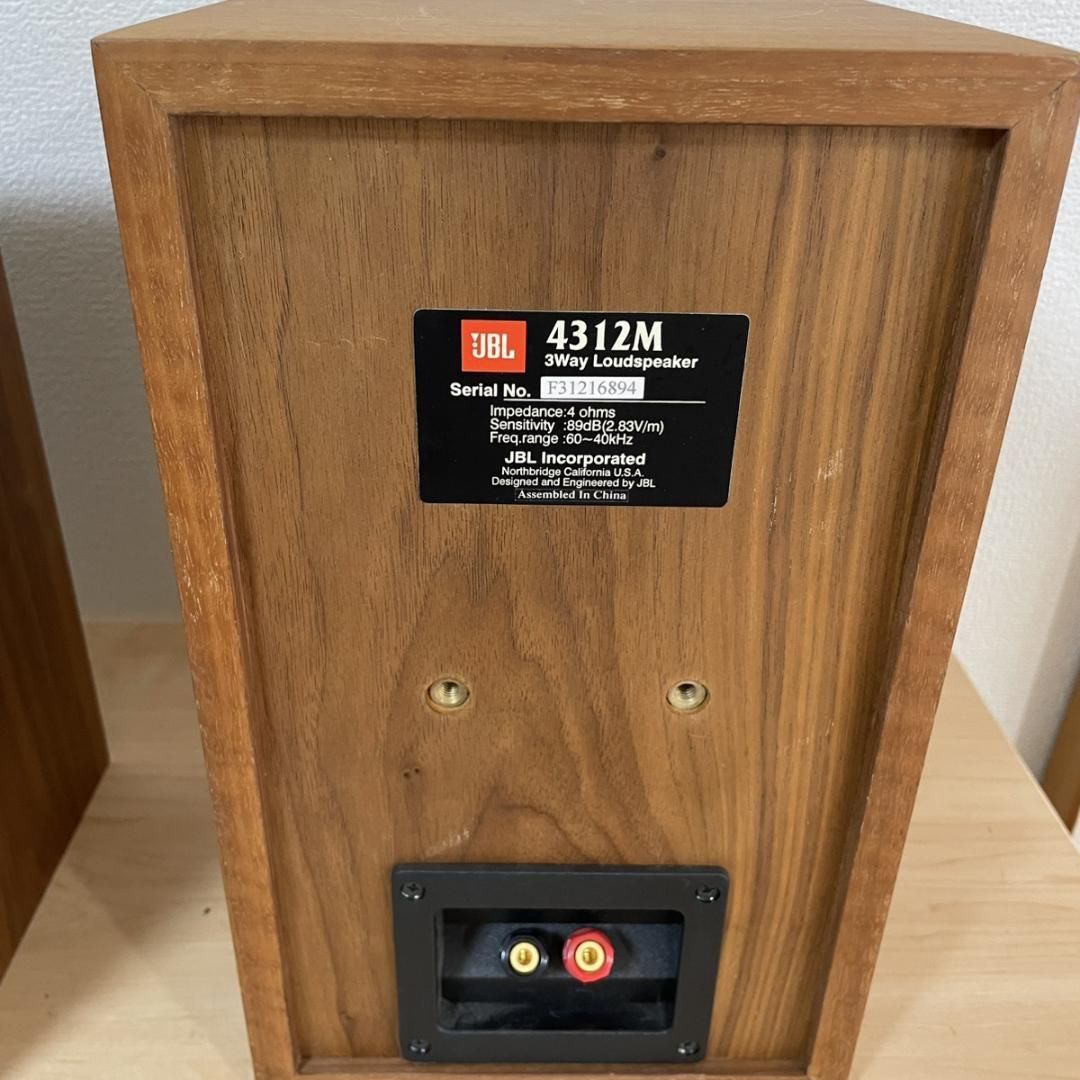 JBL
4312M
3Way Loudspeaker
Serial No. F31216894
Impedance:4 ohms
Sensitivity :89dB(2.83V/m)
Freq.range :60~40kHz
JBL Incorporated
Northbridge California U.S.A.
Designed and Engineered by JBL
Assembled In China